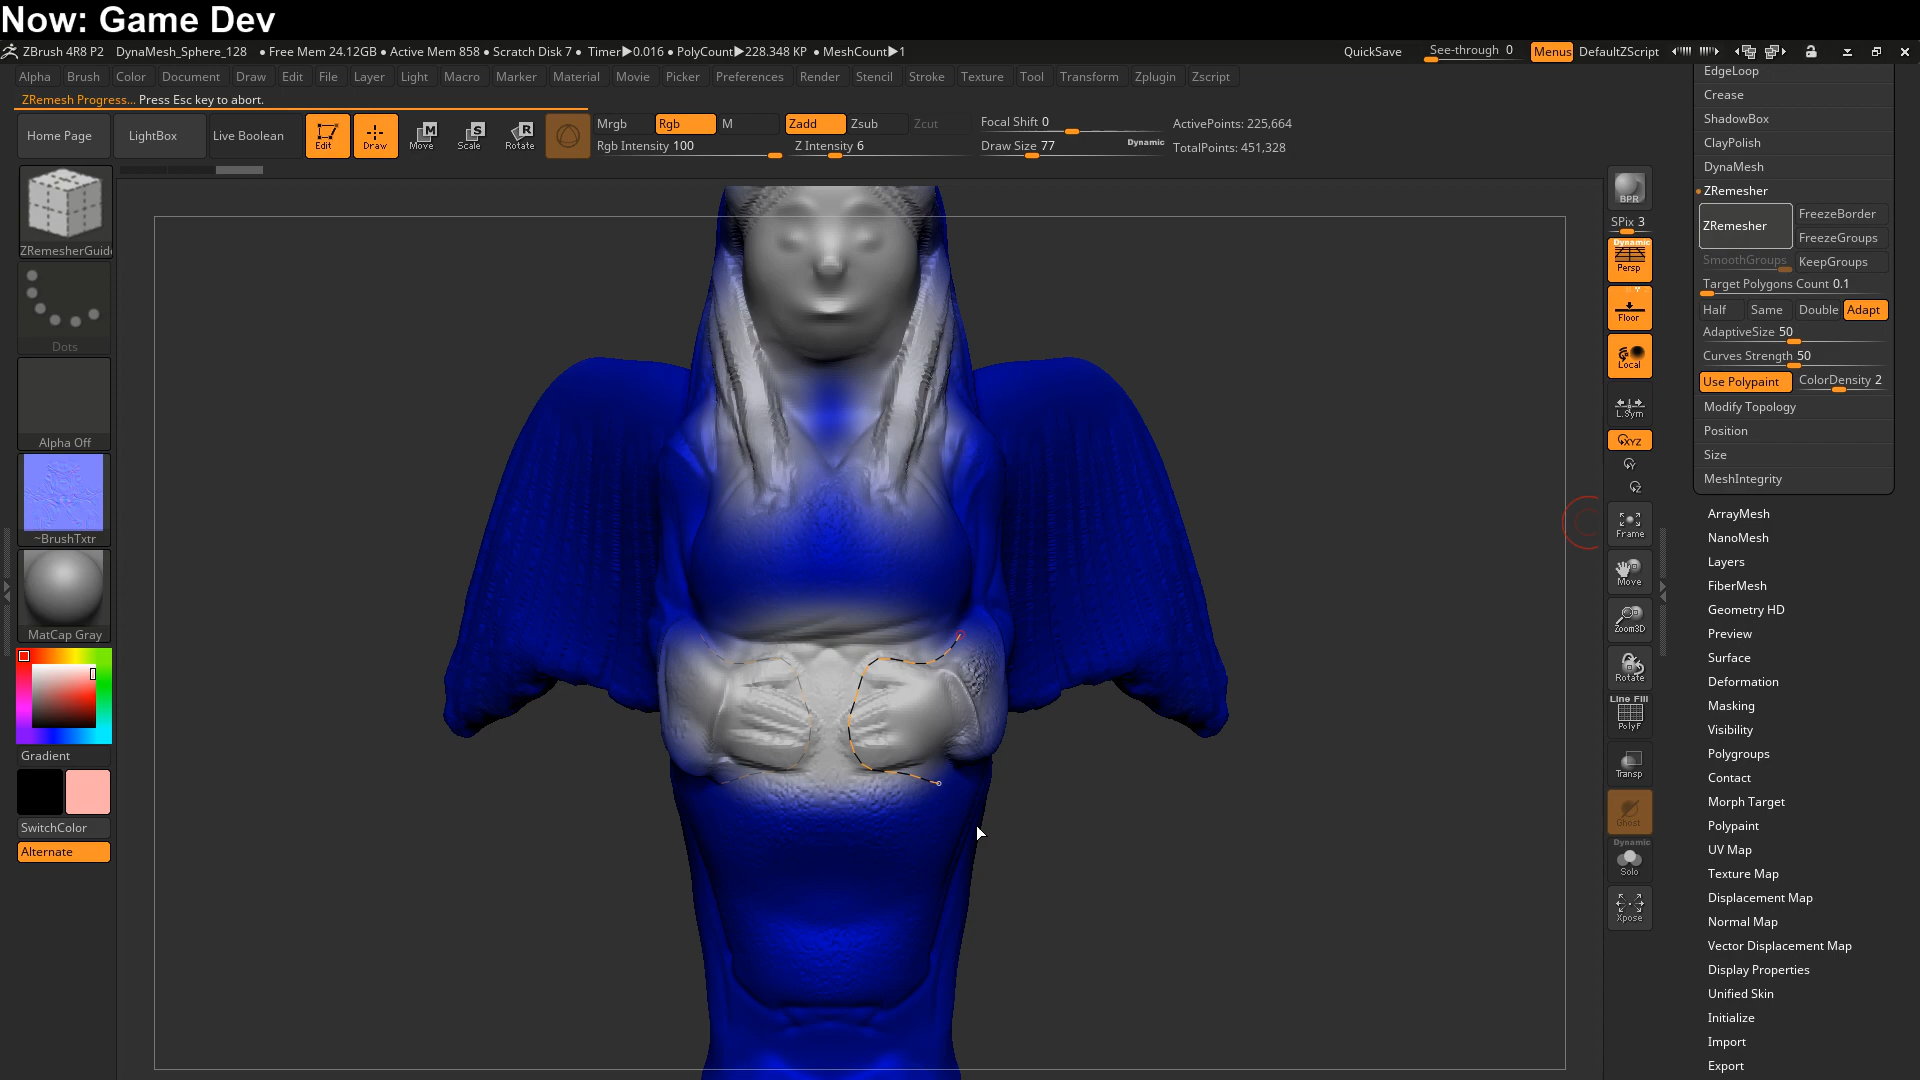 Now: Game Dev
ZBrush 4R8 P2 DynaMesh_Sphere_128 ● Free Mem 24.12GB ● Active Mem 858 ● Scratch Disk 7 ● Timer▶0.016 ● PolyCount▶228.348 KP ● MeshCount▶1 QuickSave See-through 0 Menus DefaultZScript
Alpha Brush Color Document Draw Edit File Layer Light Macro Marker Material Movie Picker Preferences Render Stencil Stroke Texture Tool Transform Zplugin Zscript
ZRemesh Progress... Press Esc key to abort.
Home Page LightBox Live Boolean Edit Draw Move Scale Rotate
M S R
Mrgb Rgb M Zadd Zsub Zcut
Rgb Intensity 100 Z Intensity 6
Focal Shift 0
Draw Size 77 Dynamic
ActivePoints: 225,664
TotalPoints: 451,328
ZRemesherGuid
Dots
Alpha Off
~BrushTxtr
MatCap Gray
Gradient
SwitchColor
Alternate
BPR
SPix 3
Dynamic
Persp
Floor
Local
L.Sym
XYZ
Y
Z
Frame
Move
Zoom3D
Rotate
Line Fill
PolyF
Transp
Ghost
Dynamic
Solo
Xpose
EdgeLoop
Crease
ShadowBox
ClayPolish
DynaMesh
ZRemesher
ZRemesher FreezeBorder
FreezeGroups
SmoothGroups KeepGroups
Target Polygons Count 0.1
Half Same Double Adapt
AdaptiveSize 50
Curves Strength 50
Use Polypaint ColorDensity 2
Modify Topology
Position
Size
MeshIntegrity
ArrayMesh
NanoMesh
Layers
FiberMesh
Geometry HD
Preview
Surface
Deformation
Masking
Visibility
Polygroups
Contact
Morph Target
Polypaint
UV Map
Texture Map
Displacement Map
Normal Map
Vector Displacement Map
Display Properties
Unified Skin
Initialize
Import
Export